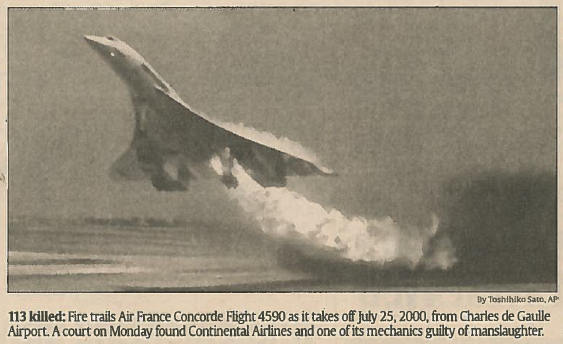 By Toshihiko Sato, AP
113 killed: Fire trails Air France Concorde Flight 4590 as it takes off July 25, 2000, from Charles de Gaulle
Airport. A court on Monday found Continental Airlines and one of its mechanics guilty of manslaughter.